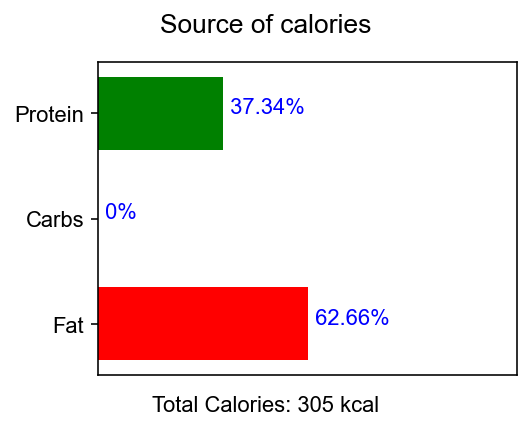 Source of calories
Protein
37.34%
Carbs
0%
Fat
62.66%
Total Calories: 305 kcal